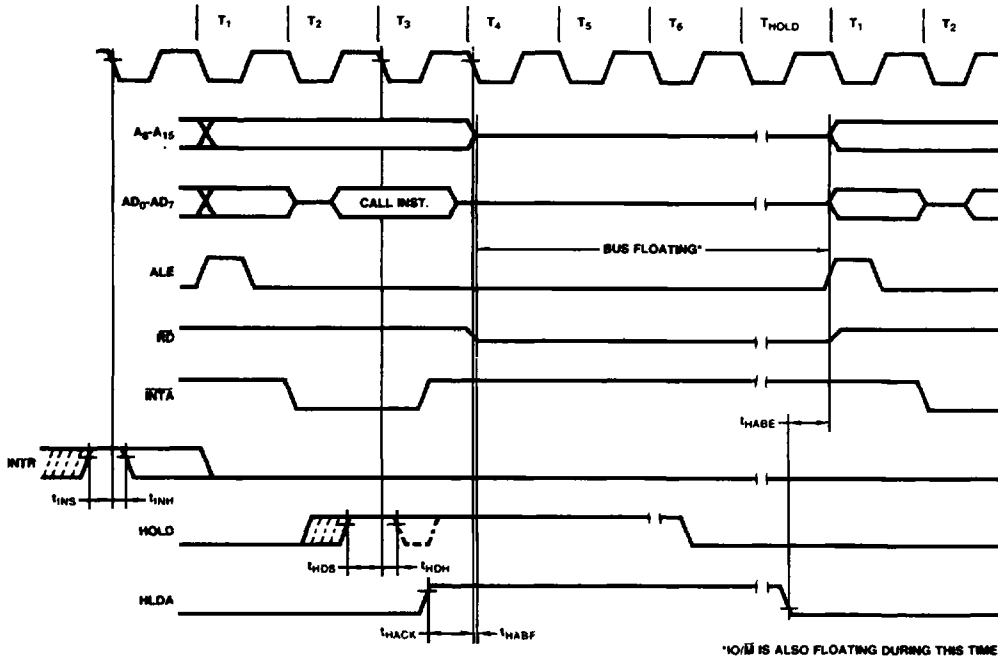 T1 T2 T3 T4 T5 T6 THOLD T1 T2
A8-A15
AD0-AD7
CALL INST.
BUS FLOATING*
ALE
RD
INTA
tHABE
INTR
tINS
tINH
HOLD
tHDS
tHDH
HLDA
tHACK
tHABF
*IO/M IS ALSO FLOATING DURING THIS TIME